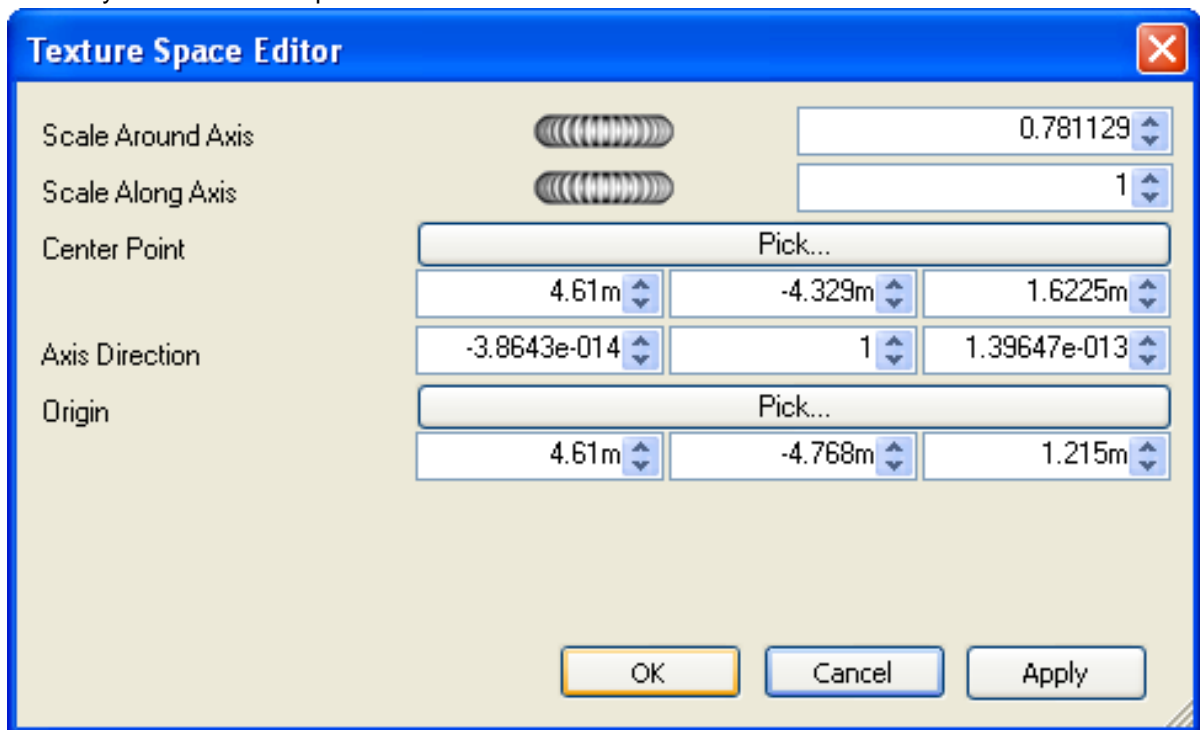 Texture Space Editor
Scale Around Axis 0.781129
Scale Along Axis 1
Center Point Pick...
4.61m -4.329m 1.6225m
Axis Direction -3.8643e-014 1 1.39647e-013
Origin Pick...
4.61m -4.768m 1.215m
OK Cancel Apply